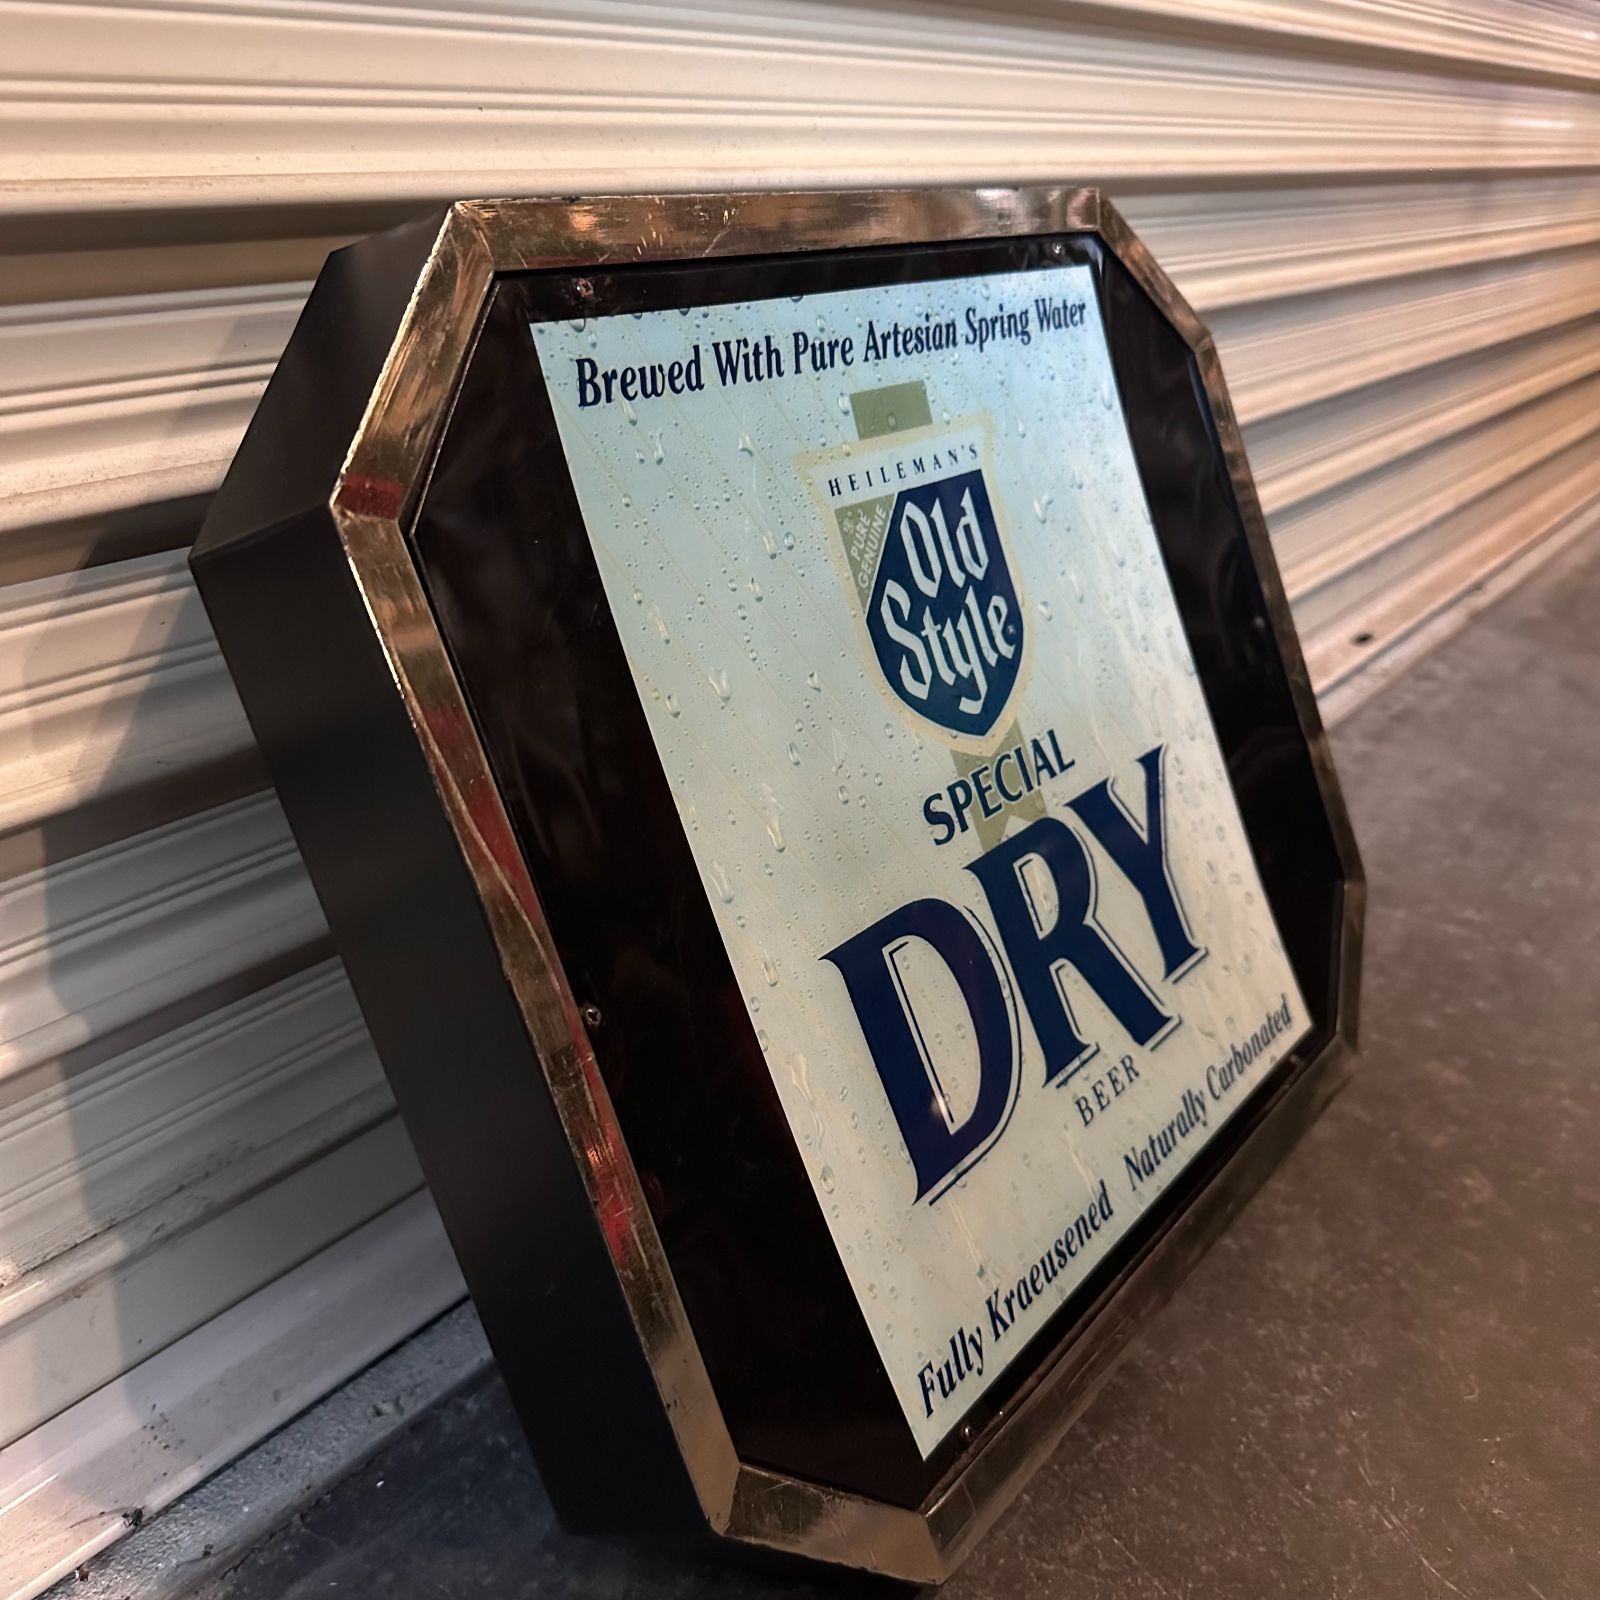 Brewed With Pure Artesian Spring Water
HEILEMAN'S
PURE
GENUINE
Old
Style
SPECIAL
DRY
BEER
Fully Kraeusened Naturally Carbonated